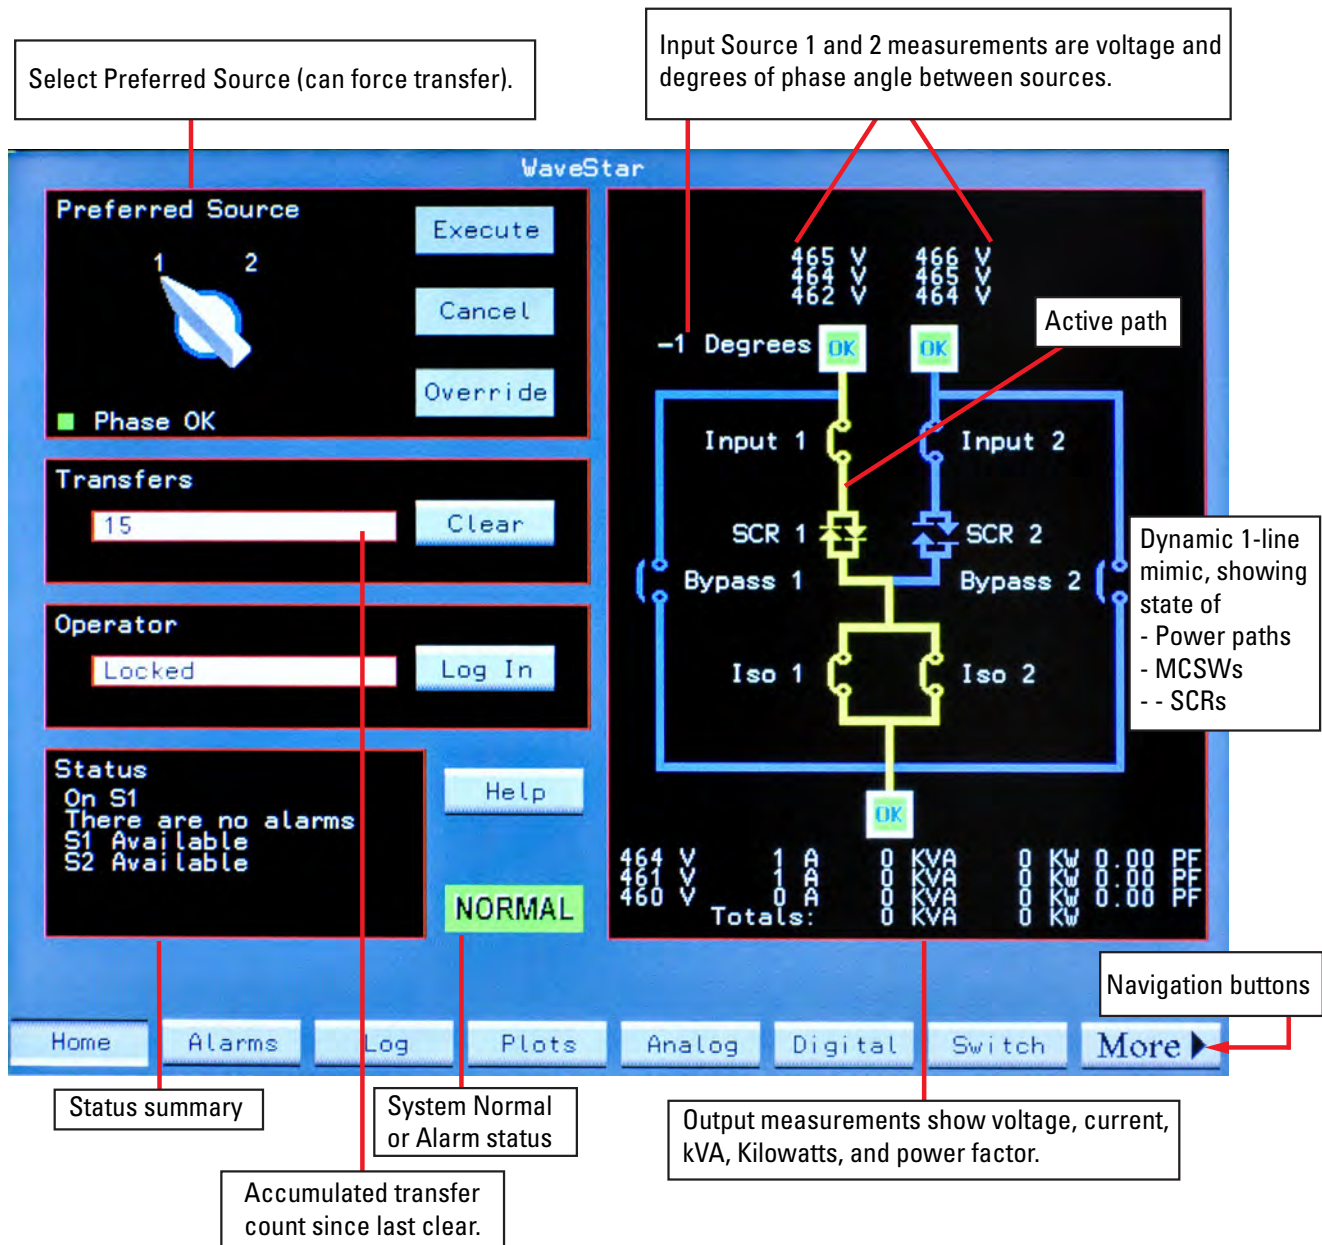 Select Preferred Source (can force transfer).
Input Source 1 and 2 measurements are voltage and
degrees of phase angle between sources.
WaveStar
Preferred Source
1 2
Execute
Cancel
Override
Phase OK
Transfers
15
Clear
Operator
Locked
Log In
Status
On S1
There are no alarms
S1 Available
S2 Available
Help
NORMAL
465 V 466 V
464 V 465 V
462 V 464 V
-1 Degrees OK OK
Active path
Input 1 Input 2
SCR 1 SCR 2
Bypass 1 Bypass 2
Iso 1 Iso 2
OK
464 V 1 A 0 KVA 0 KW 0.00 PF
461 V 1 A 0 KVA 0 KW 0.00 PF
460 V 0 A 0 KVA 0 KW 0.00 PF
Totals: 0 KVA 0 KW
Dynamic 1-line
mimic, showing
state of
- Power paths
- MCSWs
- - SCRs
Navigation buttons
Home Alarms Log Plots Analog Digital Switch More
Status summary
System Normal
or Alarm status
Output measurements show voltage, current,
kVA, Kilowatts, and power factor.
Accumulated transfer
count since last clear.